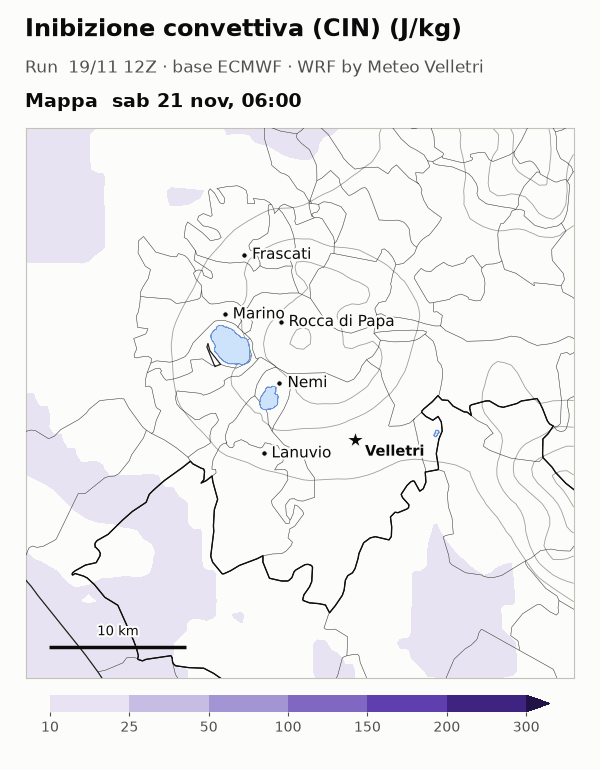 Inibizione convettiva (CIN) (J/kg)
Run  19/11 12Z · base ECMWF · WRF by Meteo Velletri
Mappa  sab 21 nov, 06:00
Frascati
Marino
Rocca di Papa
Nemi
Velletri
Lanuvio
10 km
10 25 50 100 150 200 300